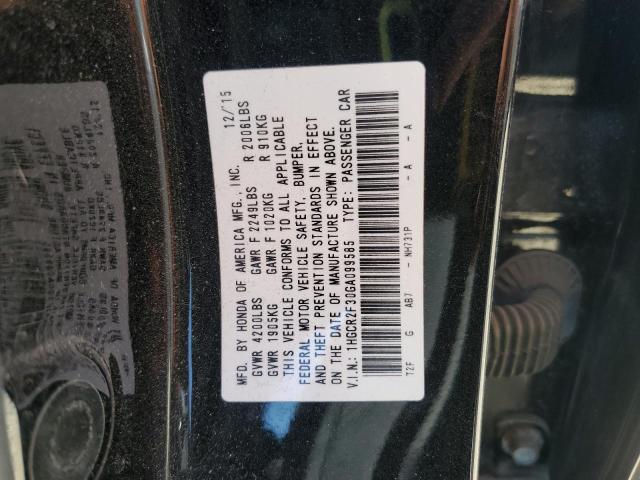 MFD. BY HONDA OF AMERICA MFG., INC. 12/15
GVWR 4200LBS GAWR F 2249LBS R 2006LBS
GVWR 1905KG GAWR F 1020KG R 910KG
THIS VEHICLE CONFORMS TO ALL APPLICABLE
FEDERAL MOTOR VEHICLE SAFETY, BUMPER,
AND THEFT PREVENTION STANDARDS IN EFFECT
ON THE DATE OF MANUFACTURE SHOWN ABOVE.
V.I.N.: 1HGCR2F30GA099585 TYPE: PASSENGER CAR
T2F G AB7 - NH731P - A - A